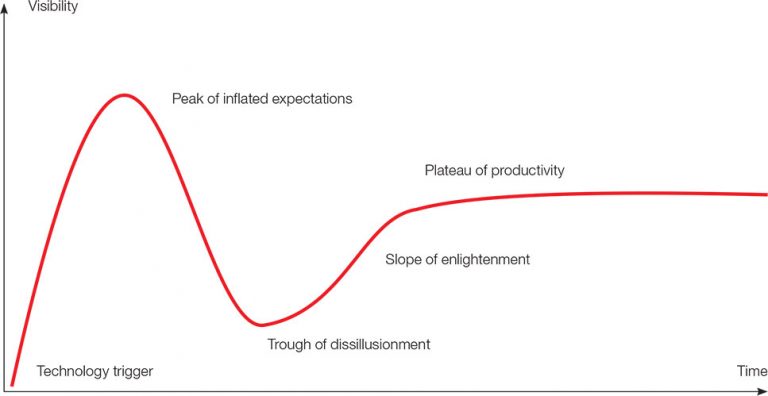 Visibility
Peak of inflated expectations
Plateau of productivity
Slope of enlightenment
Trough of dissillusionment
Technology trigger
Time